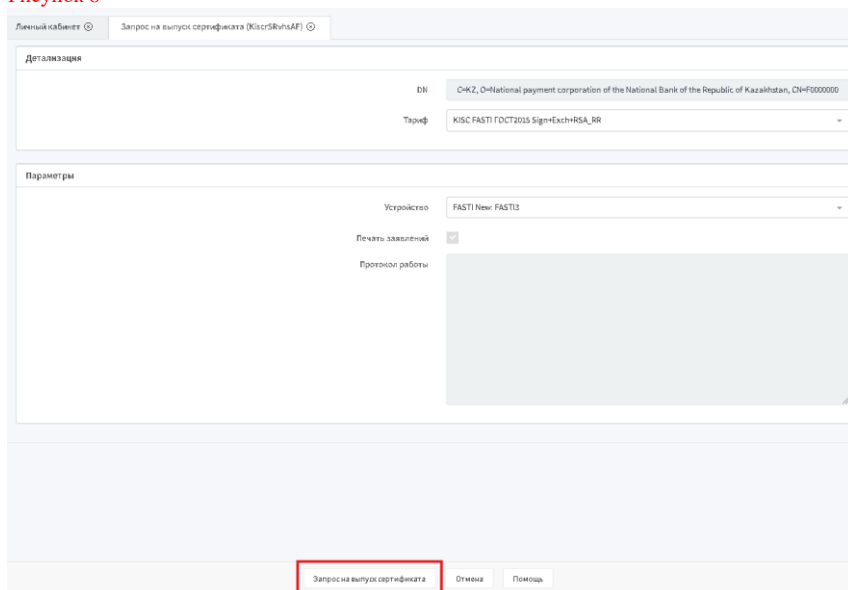 Личный кабинет
Запрос на выпуск сертификата (KiscrSRvhsAF)
Детализация
DN C=KZ, O=National payment corporation of the National Bank of the Republic of Kazakhstan, CN=F0000000
Тариф KISC FASTI ГОСТ2015 Sign+Exch+RSA_RR
Параметры
Устройство FASTI New: FASTI3
Печать заявлений
Протокол работы
Запрос на выпуск сертификата Отмена Помощь